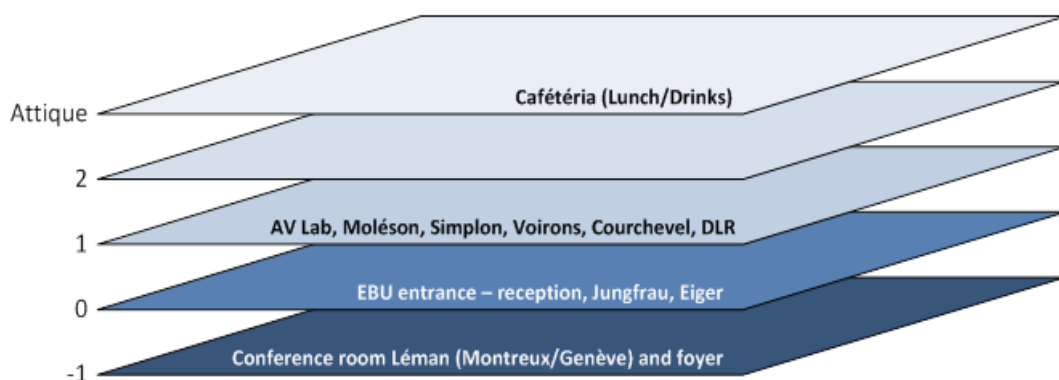 Cafétéria (Lunch/Drinks)
Attique
2
AV Lab, Moléson, Simplon, Voirons, Courchevel, DLR
1
EBU entrance – reception, Jungfrau, Eiger
0
Conference room Léman (Montreux/Genève) and foyer
-1